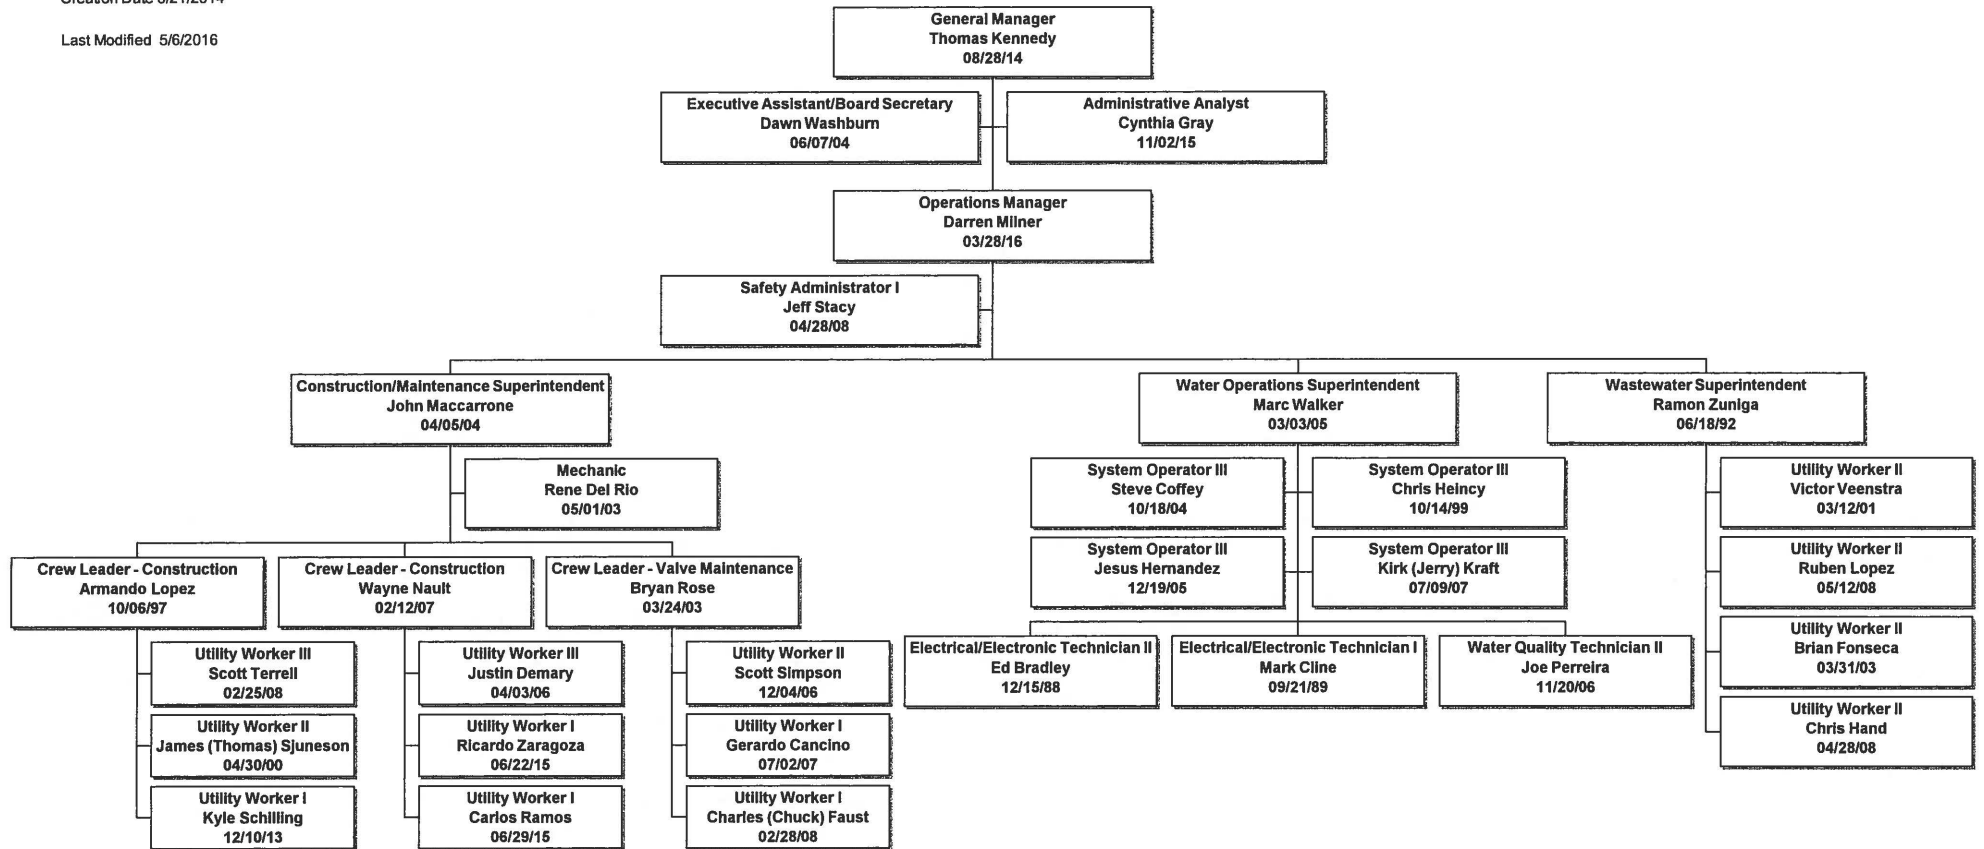 Last Modified 5/6/2016
General Manager
Thomas Kennedy
08/28/14
Executive Assistant/Board Secretary
Dawn Washburn
06/07/04
Administrative Analyst
Cynthia Gray
11/02/15
Operations Manager
Darren Milner
03/28/16
Safety Administrator I
Jeff Stacy
04/28/08
Construction/Maintenance Superintendent
John Maccarrone
04/05/04
Water Operations Superintendent
Marc Walker
03/03/05
Wastewater Superintendent
Ramon Zuniga
06/18/92
Mechanic
Rene Del Rio
05/01/03
Crew Leader - Construction
Armando Lopez
10/06/97
Crew Leader - Construction
Wayne Nault
02/12/07
Crew Leader - Valve Maintenance
Bryan Rose
03/24/03
Utility Worker III
Scott Terrell
02/25/08
Utility Worker II
James (Thomas) Sjuneson
04/30/00
Utility Worker I
Kyle Schilling
12/10/13
Utility Worker III
Justin Demary
04/03/06
Utility Worker I
Ricardo Zaragoza
06/22/15
Utility Worker I
Carlos Ramos
06/29/15
Utility Worker II
Scott Simpson
12/04/06
Utility Worker I
Gerardo Cancino
07/02/07
Utility Worker I
Charles (Chuck) Faust
02/28/08
System Operator III
Steve Coffey
10/18/04
System Operator III
Chris Heincy
10/14/99
System Operator III
Jesus Hernandez
12/19/05
System Operator III
Kirk (Jerry) Kraft
07/09/07
Electrical/Electronic Technician II
Ed Bradley
12/15/88
Electrical/Electronic Technician I
Mark Cline
09/21/89
Water Quality Technician II
Joe Perreira
11/20/06
Utility Worker II
Victor Veenstra
03/12/01
Utility Worker II
Ruben Lopez
05/12/08
Utility Worker II
Brian Fonseca
03/31/03
Utility Worker II
Chris Hand
04/28/08